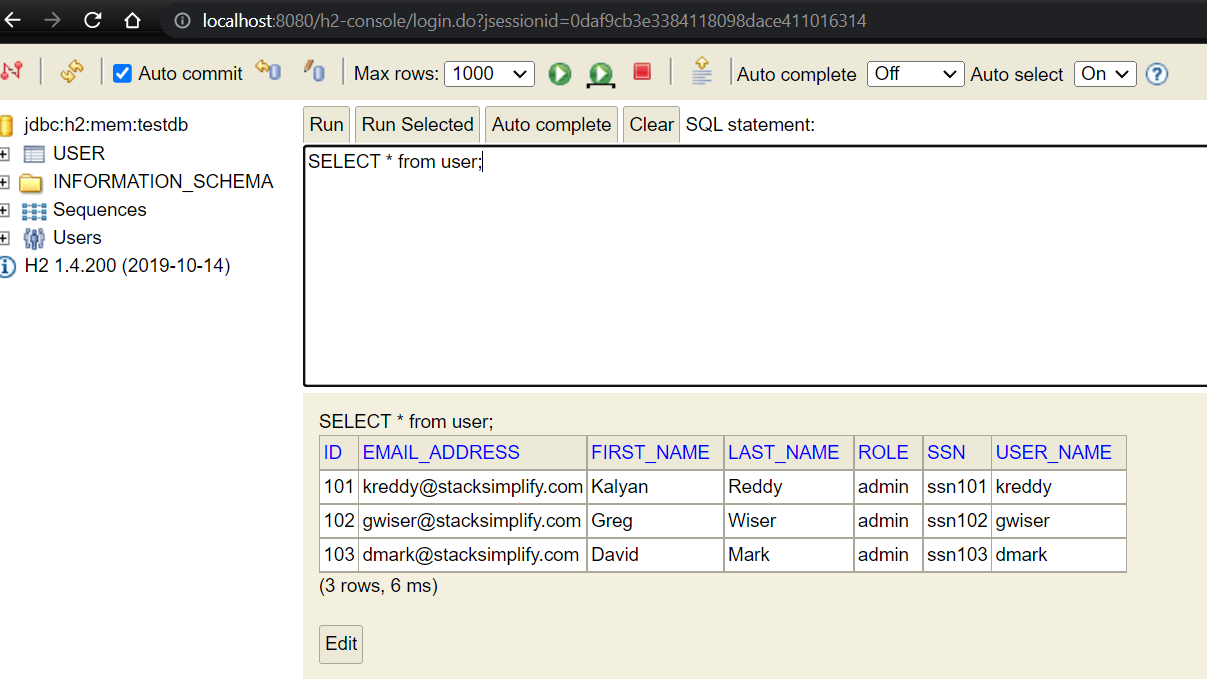 localhost:8080/h2-console/login.do?jsessionid=0daf9cb3e3384118098dace411016314
Auto commit Max rows: 1000 Auto complete Off Auto select On ?
jdbc:h2:mem:testdb
USER
INFORMATION_SCHEMA
Sequences
Users
H2 1.4.200 (2019-10-14)
Run Run Selected Auto complete Clear SQL statement:
SELECT * from user;
SELECT * from user;
ID EMAIL_ADDRESS FIRST_NAME LAST_NAME ROLE SSN USER_NAME
101 kreddy@stacksimplify.com Kalyan Reddy admin ssn101 kreddy
102 gwiser@stacksimplify.com Greg Wiser admin ssn102 gwiser
103 dmark@stacksimplify.com David Mark admin ssn103 dmark
(3 rows, 6 ms)
Edit